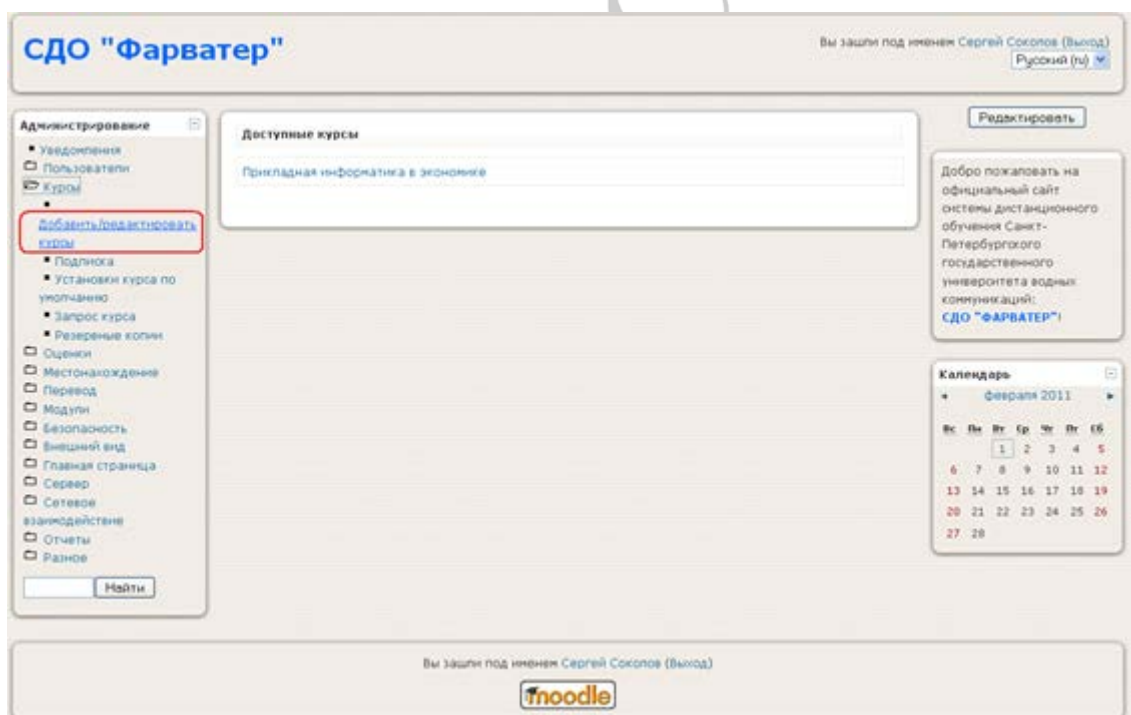 СДО "Фарватер"
Вы зашли под именем Сергей Соколов (Выход)
Русский (ru)
Администрирование
Уведомления
Пользователи
Курсы
Добавить/редактировать
курсы
Подписка
Установки курса по
умолчанию
Запрос курса
Резервные копии
Оценки
Местонахождение
Перевод
Модули
Безопасность
Внешний вид
Главная страница
Сервер
Сетевое
взаимодействие
Отчеты
Разное
Найти
Доступные курсы
Прикладная информатика в экономике
Редактировать
Добро пожаловать на
официальный сайт
системы дистанционного
обучения Санкт-
Петербургского
государственного
университета водных
коммуникаций:
СДО "ФАРВАТЕР"!
Календарь
Февраля 2011
Вс Пн Вт Ср Чт Пт Сб
1 2 3 4 5
6 7 8 9 10 11 12
13 14 15 16 17 18 19
20 21 22 23 24 25 26
27 28
Вы зашли под именем Сергей Соколов (Выход)
moodle